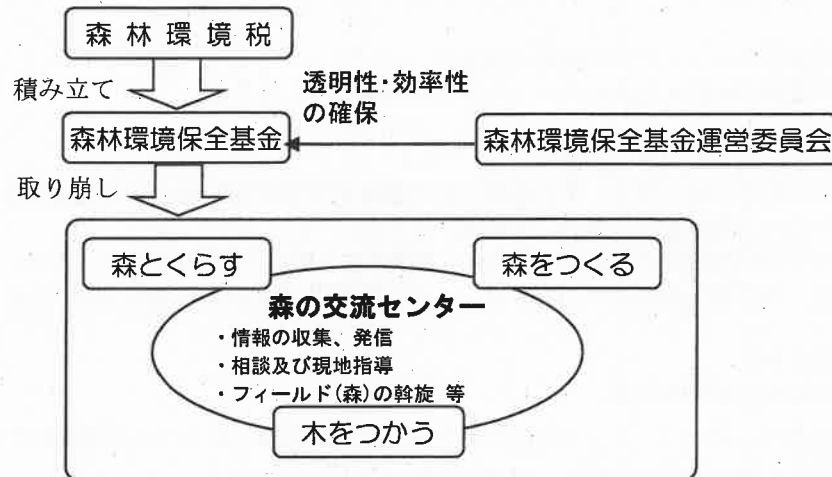 森林環境税
積み立て
透明性・効率性
の確保
森林環境保全基金
森林環境保全基金運営委員会
取り崩し
森とくらす
森をつくる
森の交流センター
・情報の収集、発信
・相談及び現地指導
・フィールド(森)の斡旋 等
木をつかう